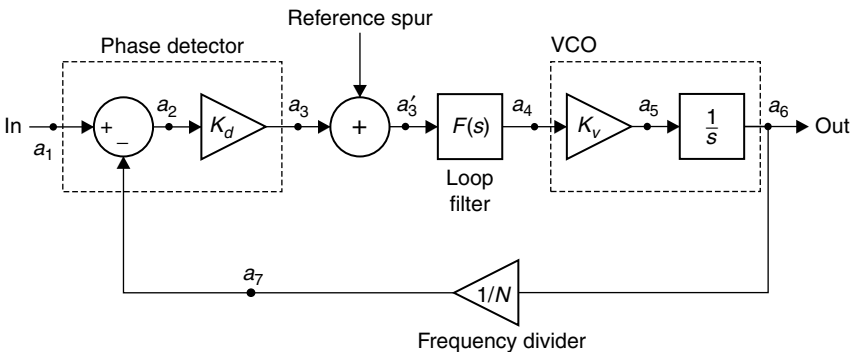 Reference spur
Phase detector
VCO
In
a1
+
−
a2
Kd
a3
+
a′3
F(s)
a4
Kv
a5
1/s
a6
Out
Loop
filter
a7
1/N
Frequency divider